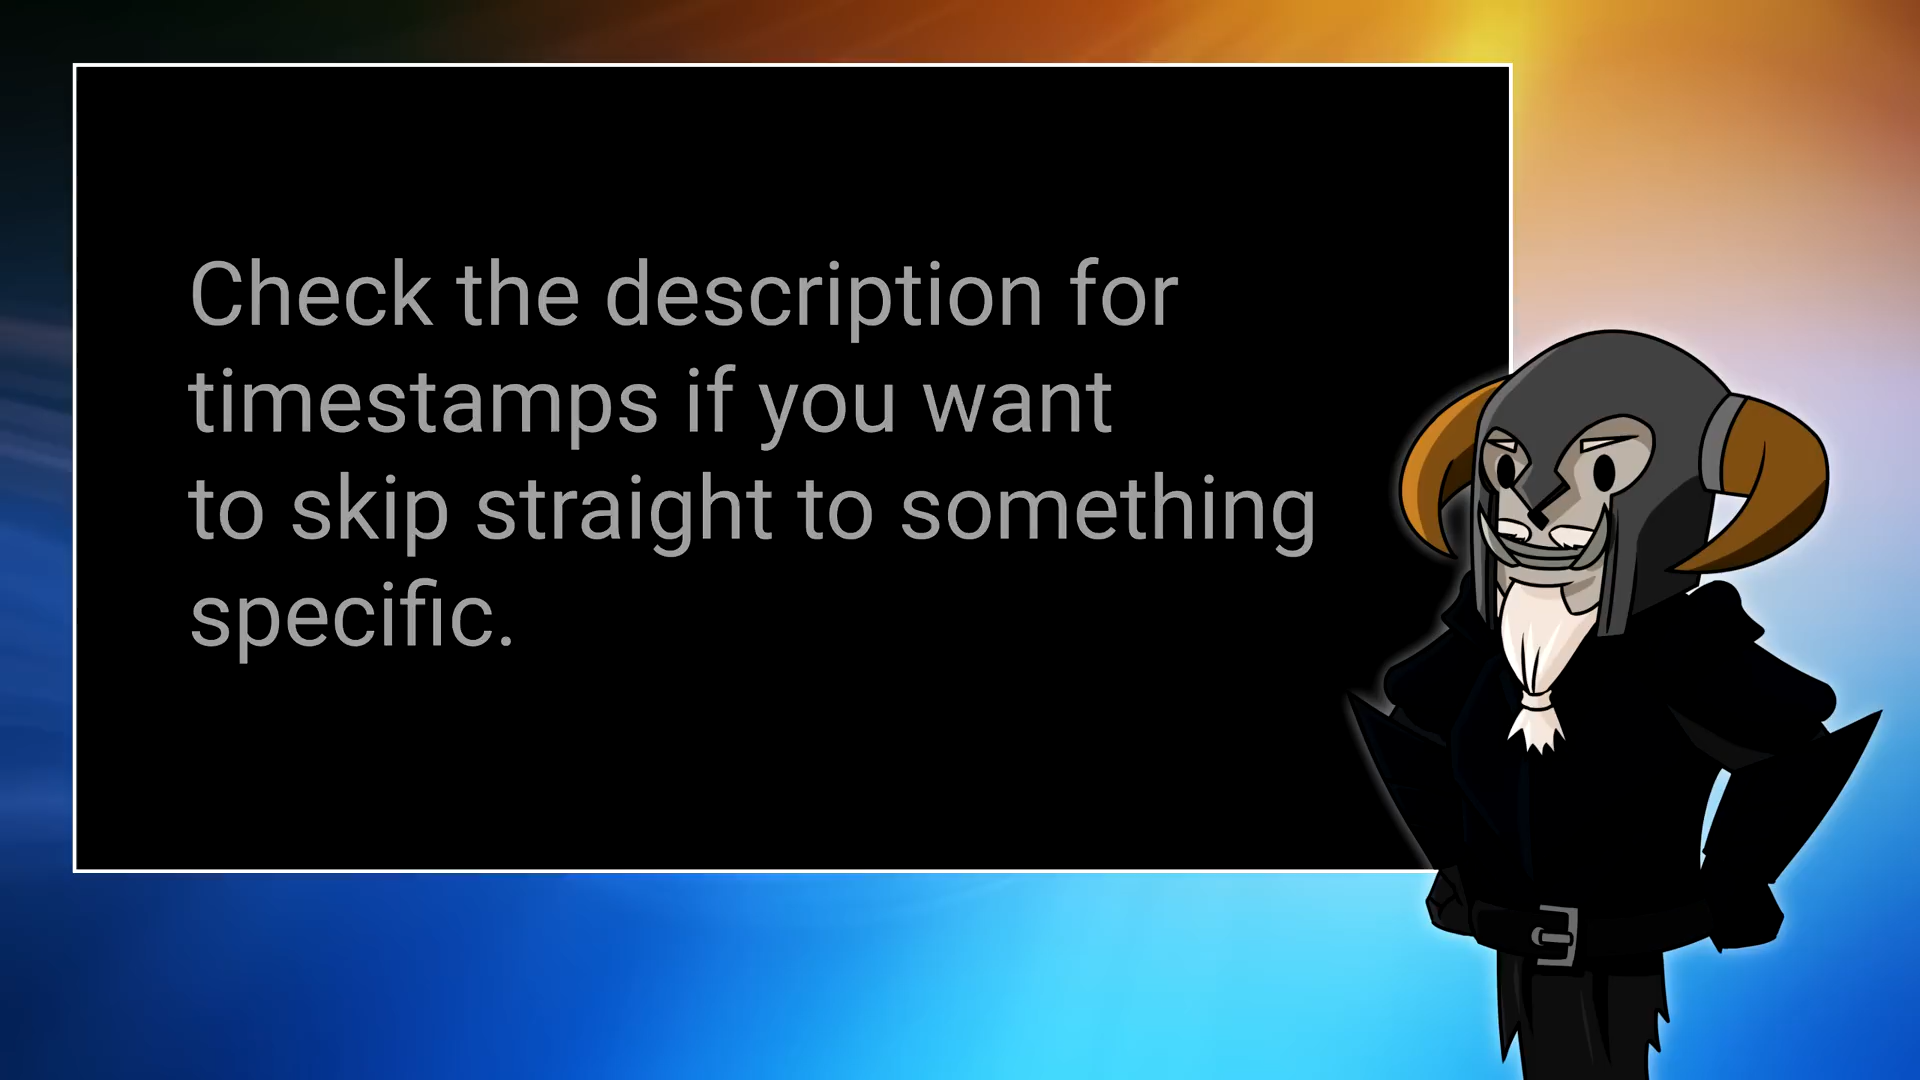 Check the description for
timestamps if you want
to skip straight to something
specific.